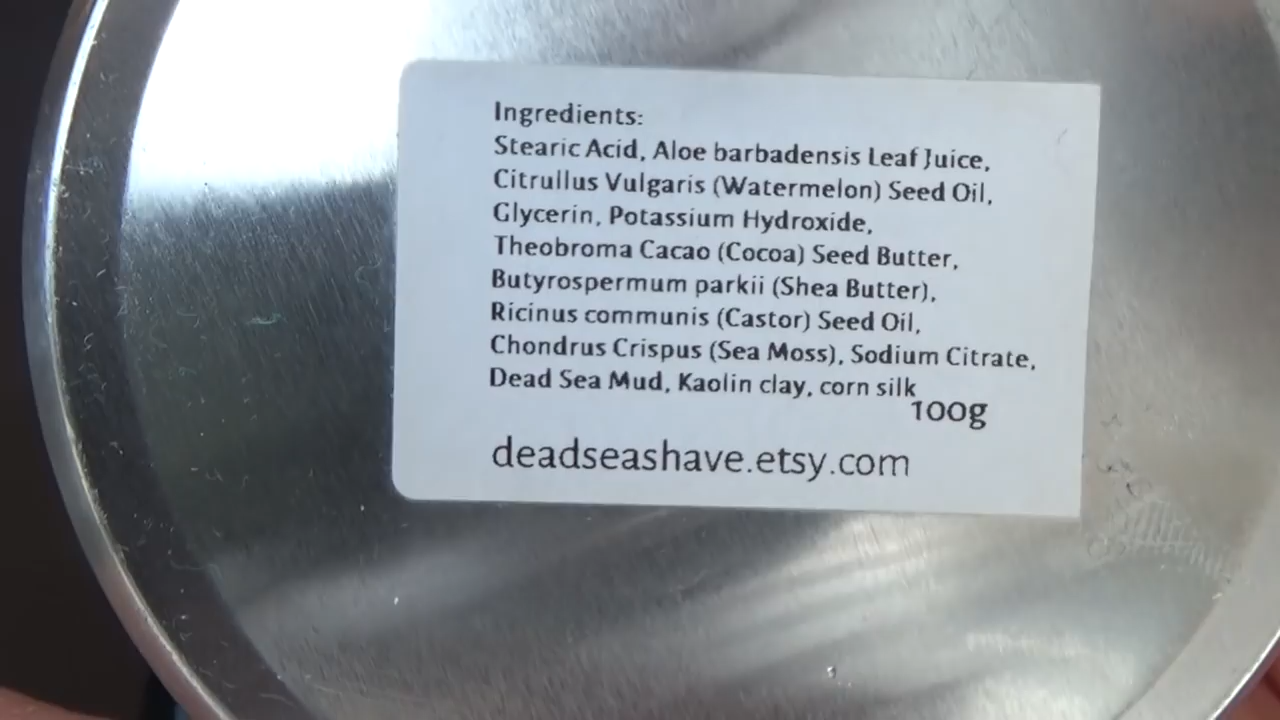 Ingredients:
Stearic Acid, Aloe barbadensis Leaf Juice,
Citrullus Vulgaris (Watermelon) Seed Oil,
Glycerin, Potassium Hydroxide,
Theobroma Cacao (Cocoa) Seed Butter,
Butyrospermum parkii (Shea Butter),
Ricinus communis (Castor) Seed Oil,
Chondrus Crispus (Sea Moss), Sodium Citrate,
Dead Sea Mud, Kaolin clay, corn silk
100g
deadseashave.etsy.com